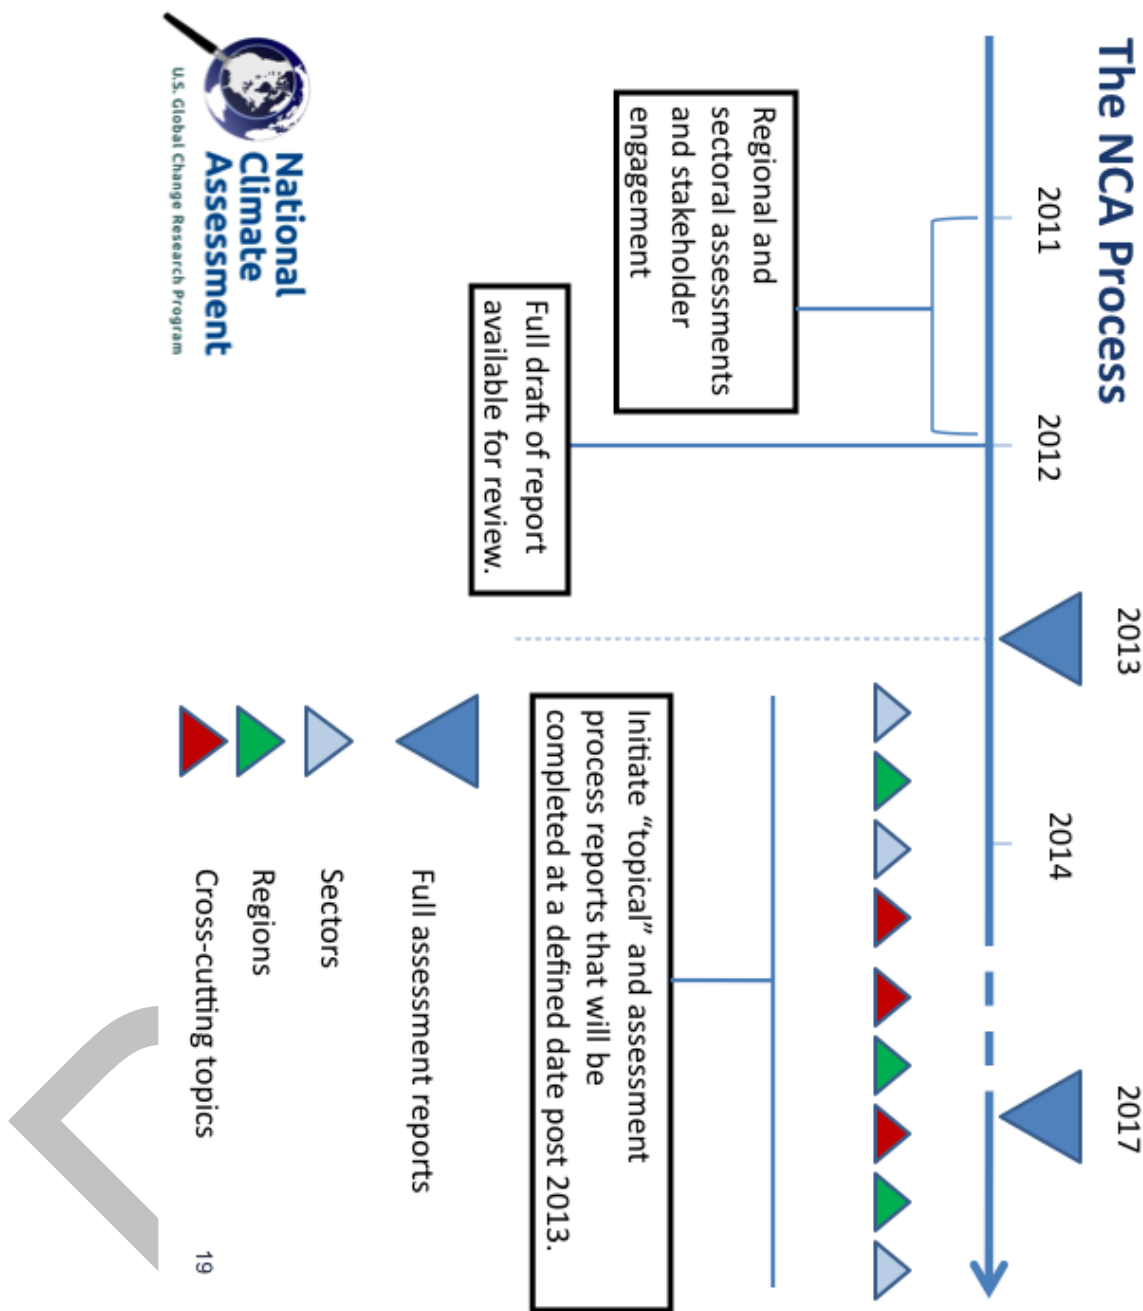 The NCA Process
2011
2012
2013
2014
2017
Regional and
sectoral assessments
and stakeholder
engagement
Full draft of report
available for review.
Initiate “topical” and assessment
process reports that will be
completed at a defined date post 2013.
Full assessment reports
Sectors
Regions
Cross-cutting topics
National
Climate
Assessment
U.S. Global Change Research Program
19